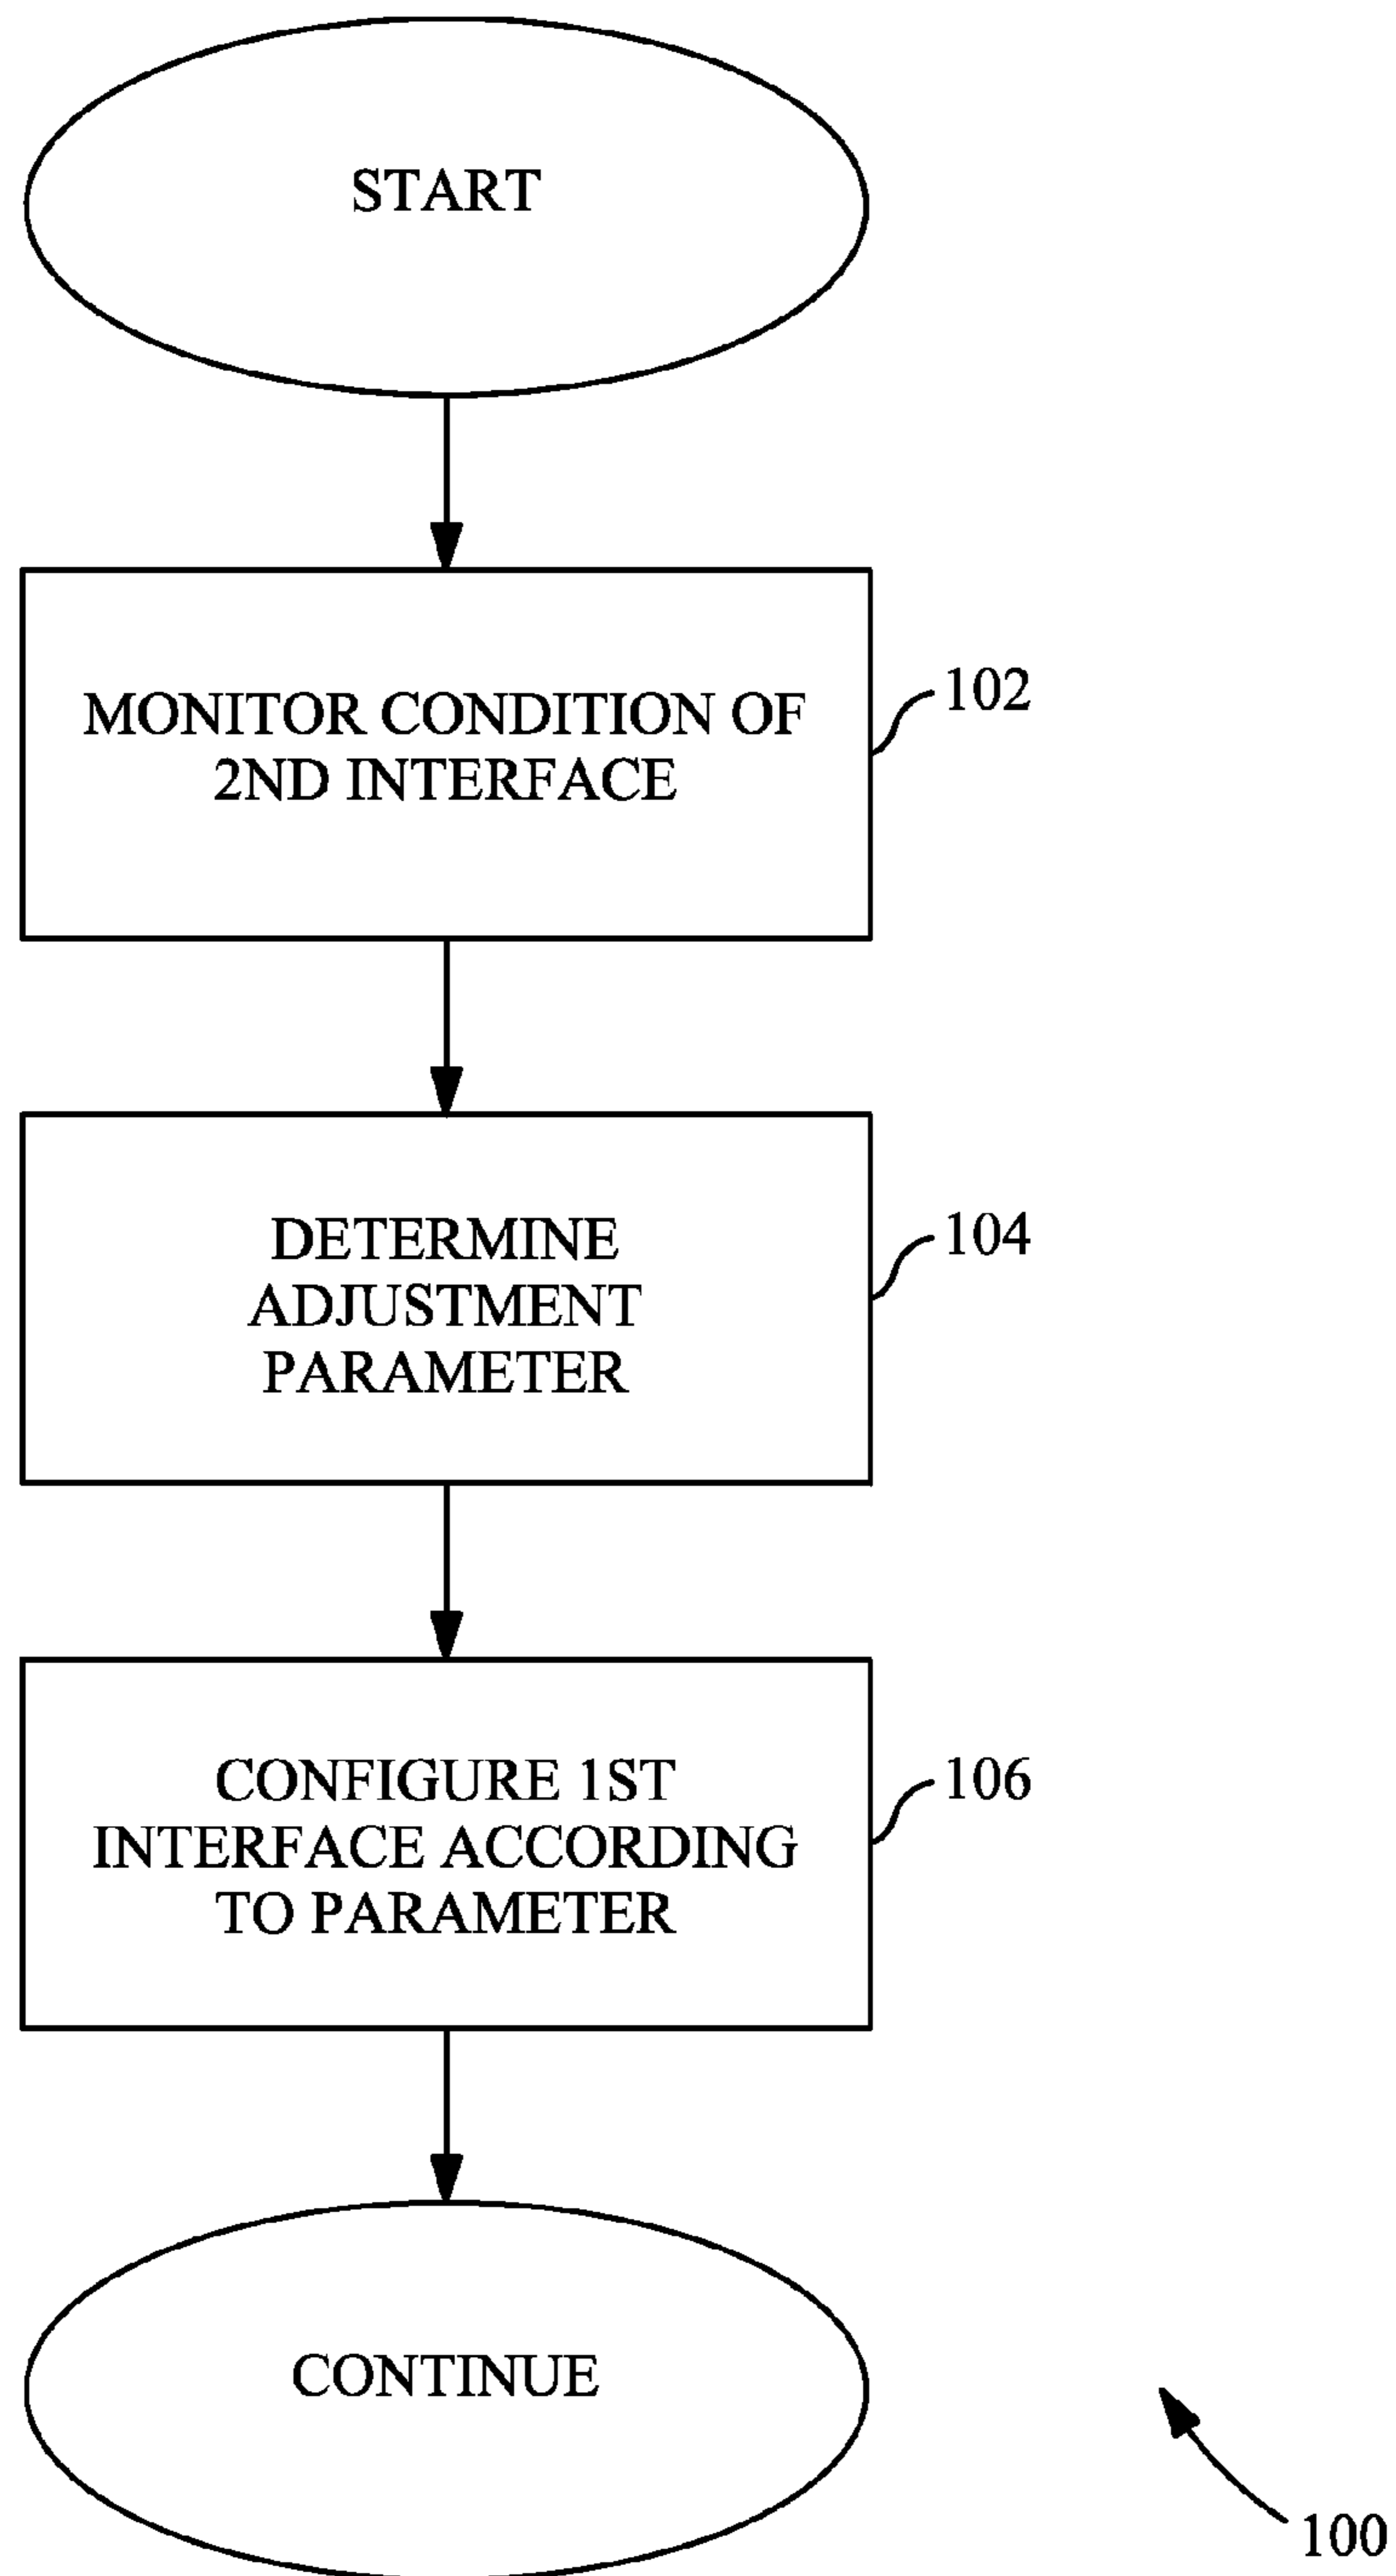 START
MONITOR CONDITION OF
2ND INTERFACE
102
DETERMINE
ADJUSTMENT
PARAMETER
104
CONFIGURE 1ST
INTERFACE ACCORDING
TO PARAMETER
106
CONTINUE
100